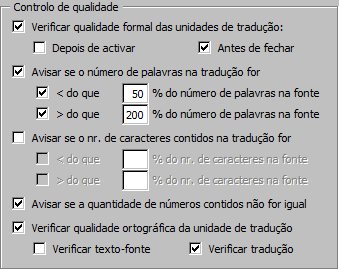 Controlo de qualidade
Verificar qualidade formal das unidades de tradução:
Depois de activar Antes de fechar
Avisar se o número de palavras na tradução for
< do que 50 % do número de palavras na fonte
> do que 200 % do número de palavras na fonte
Avisar se o nr. de caracteres contidos na tradução for
< do que % do nr. de caracteres na fonte
> do que % do nr. de caracteres na fonte
Avisar se a quantidade de números contidos não for igual
Verificar qualidade ortográfica da unidade de tradução
Verificar texto-fonte Verificar tradução